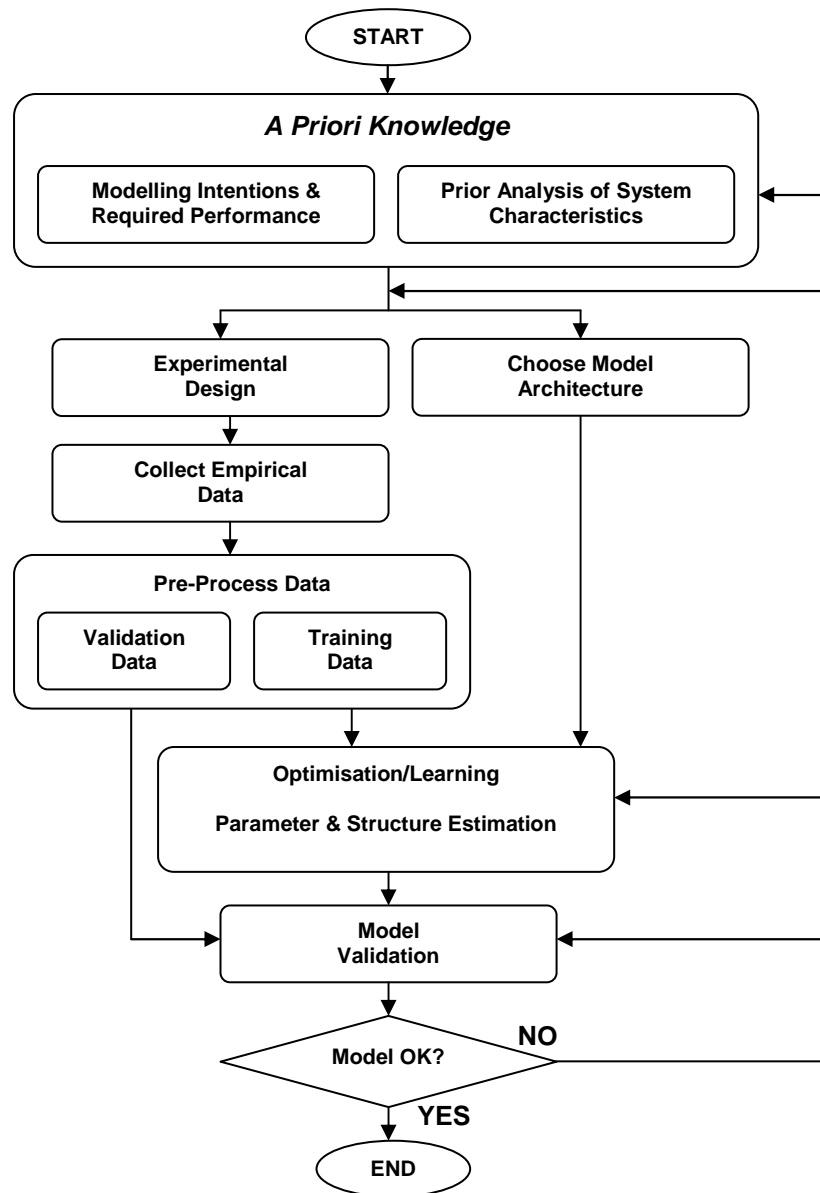 START
A Priori Knowledge
Modelling Intentions &
Required Performance
Prior Analysis of System
Characteristics
Experimental
Design
Choose Model
Architecture
Collect Empirical
Data
Pre-Process Data
Validation
Data
Training
Data
Optimisation/Learning
Parameter & Structure Estimation
Model
Validation
Model OK?
NO
YES
END